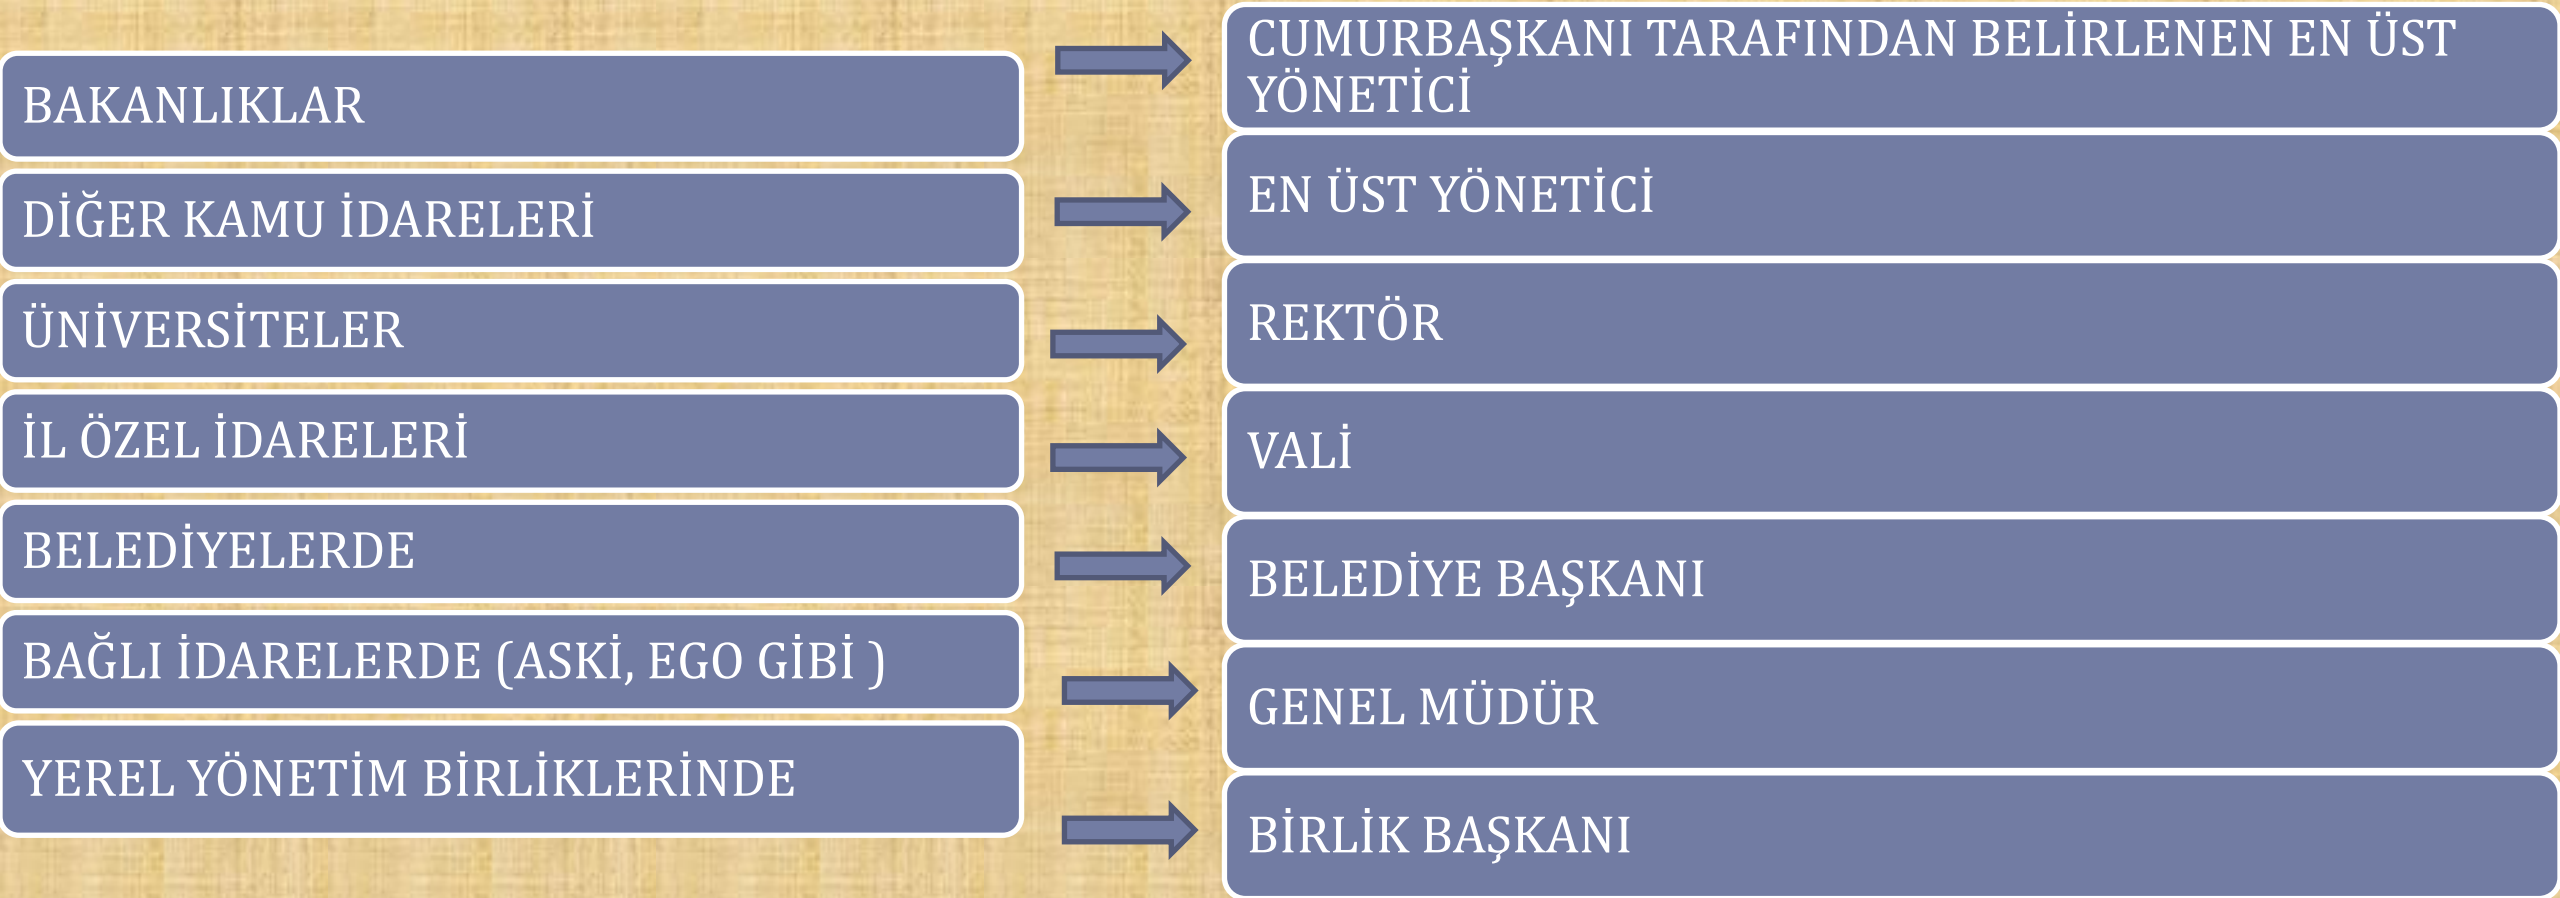 BAKANLIKLAR
CUMURBAŞKANI TARAFINDAN BELİRLENEN EN ÜST
YÖNETİCİ
DİĞER KAMU İDARELERİ
EN ÜST YÖNETİCİ
ÜNİVERSİTELER
REKTÖR
İL ÖZEL İDARELERİ
VALİ
BELEDİYELERDE
BELEDİYE BAŞKANI
BAĞLI İDARELERDE (ASKİ, EGO GİBİ )
GENEL MÜDÜR
YEREL YÖNETİM BİRLİKLERİNDE
BİRLİK BAŞKANI